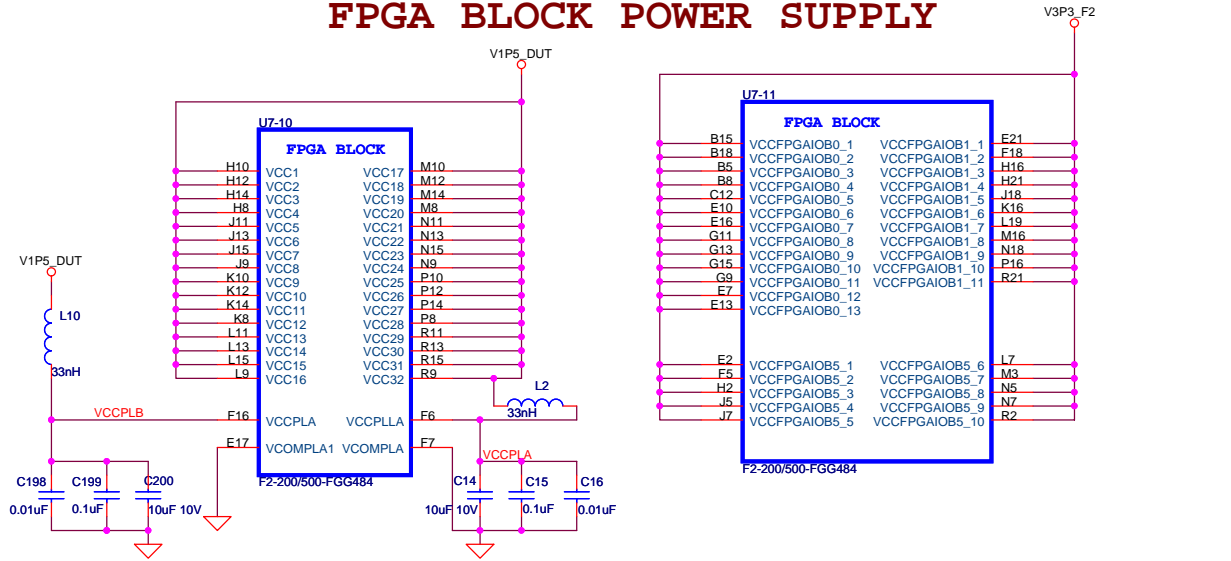 FPGA BLOCK POWER SUPPLY
V3P3_F2
V1P5_DUT
U7-10
FPGA BLOCK
H10 VCC1 VCC17 M10
H12 VCC2 VCC18 M12
H14 VCC3 VCC19 M14
H8 VCC4 VCC20 M8
J11 VCC5 VCC21 N11
J13 VCC6 VCC22 N13
J15 VCC7 VCC23 N15
J9 VCC8 VCC24 N9
K10 VCC9 VCC25 P10
K12 VCC10 VCC26 P12
K14 VCC11 VCC27 P14
K8 VCC12 VCC28 P8
L11 VCC13 VCC29 R11
L13 VCC14 VCC30 R13
L15 VCC15 VCC31 R15
L9 VCC16 VCC32 R9
F16 VCCPLA VCCPLLA F6
E17 VCOMPLA1 VCOMPLA F7
F2-200/500-FGG484
V1P5_DUT
L10
33nH
VCCPLB
C198
0.01uF
C199
0.1uF
C200
10uF 10V
L2
33nH
VCCPLA
C14
10uF 10V
C15
0.1uF
C16
0.01uF
U7-11
FPGA BLOCK
B15 VCCFPGAIOB0_1 VCCFPGAIOB1_1 E21
B18 VCCFPGAIOB0_2 VCCFPGAIOB1_2 F18
B5 VCCFPGAIOB0_3 VCCFPGAIOB1_3 H16
B8 VCCFPGAIOB0_4 VCCFPGAIOB1_4 H21
C12 VCCFPGAIOB0_5 VCCFPGAIOB1_5 J18
E10 VCCFPGAIOB0_6 VCCFPGAIOB1_6 K16
E16 VCCFPGAIOB0_7 VCCFPGAIOB1_7 L19
G11 VCCFPGAIOB0_8 VCCFPGAIOB1_8 M16
G13 VCCFPGAIOB0_9 VCCFPGAIOB1_9 N18
G15 VCCFPGAIOB0_10 VCCFPGAIOB1_10 P16
G9 VCCFPGAIOB0_11 VCCFPGAIOB1_11 R21
E7 VCCFPGAIOB0_12
E13 VCCFPGAIOB0_13
E2 VCCFPGAIOB5_1 VCCFPGAIOB5_6 L7
F5 VCCFPGAIOB5_2 VCCFPGAIOB5_7 M3
H2 VCCFPGAIOB5_3 VCCFPGAIOB5_8 N5
J5 VCCFPGAIOB5_4 VCCFPGAIOB5_9 N7
J7 VCCFPGAIOB5_5 VCCFPGAIOB5_10 R2
F2-200/500-FGG484